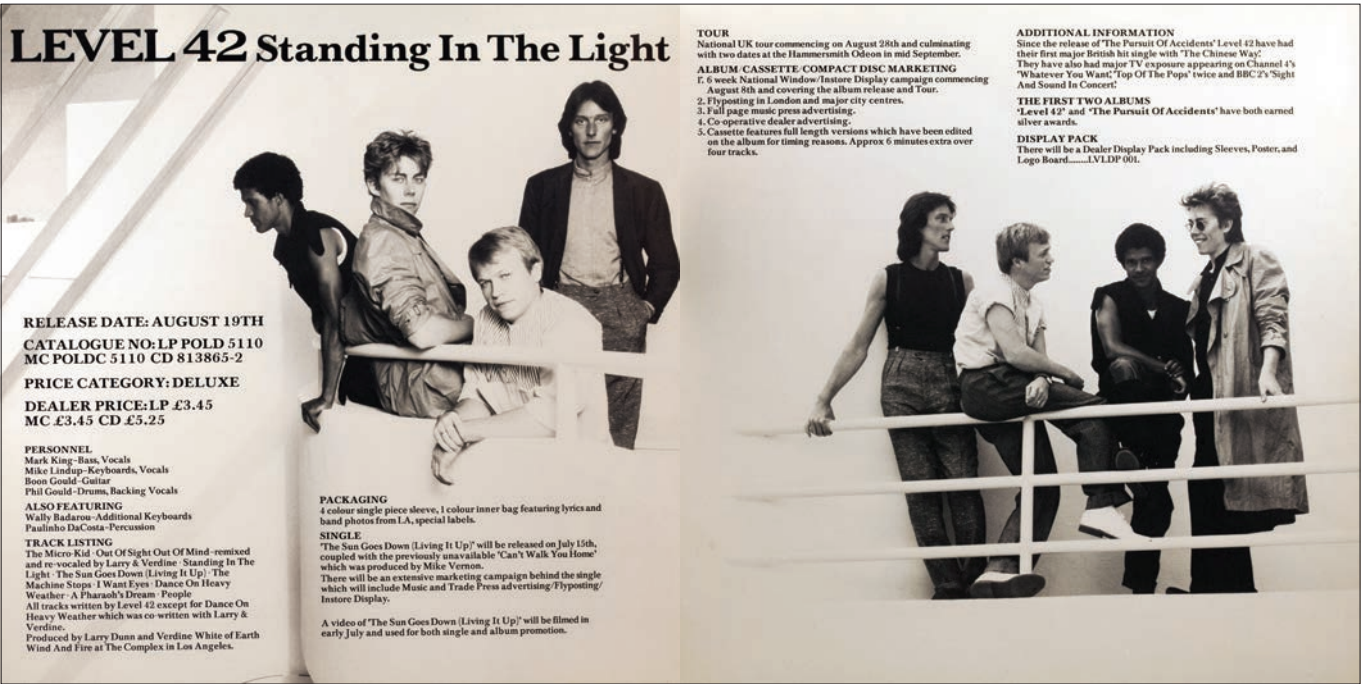 LEVEL 42 Standing In The Light
RELEASE DATE: AUGUST 19TH
CATALOGUE NO: LP POLD 5110
MC POLDC 5110 CD 813865-2
PRICE CATEGORY: DELUXE
DEALER PRICE: LP £3.45
MC £3.45 CD £5.25
PERSONNEL
Mark King–Bass, Vocals
Mike Lindup–Keyboards, Vocals
Boon Gould–Guitar
Phil Gould–Drums, Backing Vocals
ALSO FEATURING
Wally Badarou–Additional Keyboards
Paulinho DaCosta–Percussion
TRACK LISTING
The Micro·Kid · Out Of Sight Out Of Mind–remixed
and re-vocaled by Larry & Verdine · Standing In The
Light · The Sun Goes Down (Living It Up) · The
Machine Stops · I Want Eyes · Dance On Heavy
Weather · A Pharaoh's Dream · People
All tracks written by Level 42 except for Dance On
Heavy Weather which was co-written with Larry &
Verdine.
Produced by Larry Dunn and Verdine White of Earth
Wind And Fire at The Complex in Los Angeles.
PACKAGING
4 colour single piece sleeve, 1 colour inner bag featuring lyrics and
band photos from LA, special labels.
SINGLE
'The Sun Goes Down (Living It Up)' will be released on July 15th,
coupled with the previously unavailable 'Can't Walk You Home'
which was produced by Mike Vernon.
There will be an extensive marketing campaign behind the single
which will include Music and Trade Press advertising/Flyposting/
Instore Display.
A video of 'The Sun Goes Down (Living It Up)' will be filmed in
early July and used for both single and album promotion.
TOUR
National UK tour commencing on August 28th and culminating
with two dates at the Hammersmith Odeon in mid September.
ALBUM/CASSETTE/COMPACT DISC MARKETING
1. 6 week National Window/Instore Display campaign commencing
August 8th and covering the album release and Tour.
2. Flyposting in London and major city centres.
3. Full page music press advertising.
4. Co-operative dealer advertising.
5. Cassette features full length versions which have been edited
on the album for timing reasons. Approx 6 minutes extra over
four tracks.
ADDITIONAL INFORMATION
Since the release of 'The Pursuit Of Accidents' Level 42 have had
their first major British hit single with 'The Chinese Way'.
They have also had major TV exposure appearing on Channel 4's
'Whatever You Want', 'Top Of The Pops' twice and BBC 2's 'Sight
And Sound In Concert'.
THE FIRST TWO ALBUMS
'Level 42' and 'The Pursuit Of Accidents' have both earned
silver awards.
DISPLAY PACK
There will be a Dealer Display Pack including Sleeves, Poster, and
Logo Board........LVLDP 001.